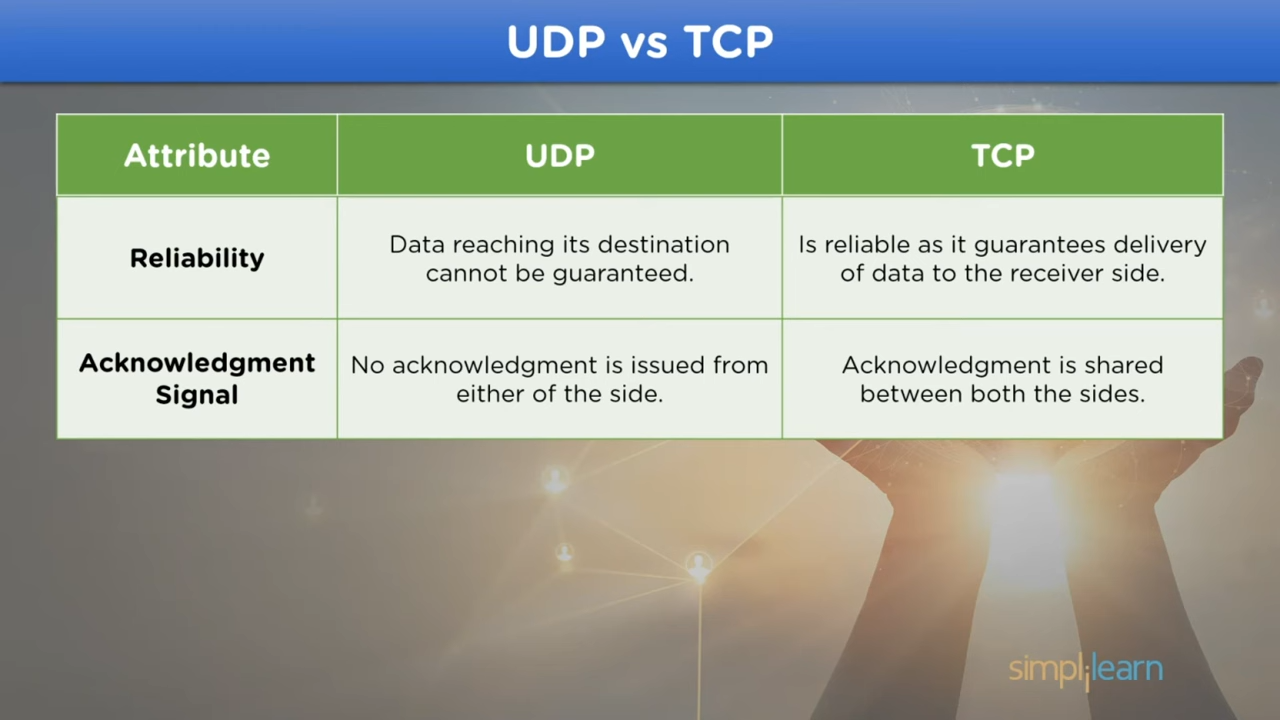 UDP vs TCP
Attribute
UDP
TCP
Reliability
Data reaching its destination
cannot be guaranteed.
Is reliable as it guarantees delivery
of data to the receiver side.
Acknowledgment
Signal
No acknowledgment is issued from
either of the side.
Acknowledgment is shared
between both the sides.
simplilearn